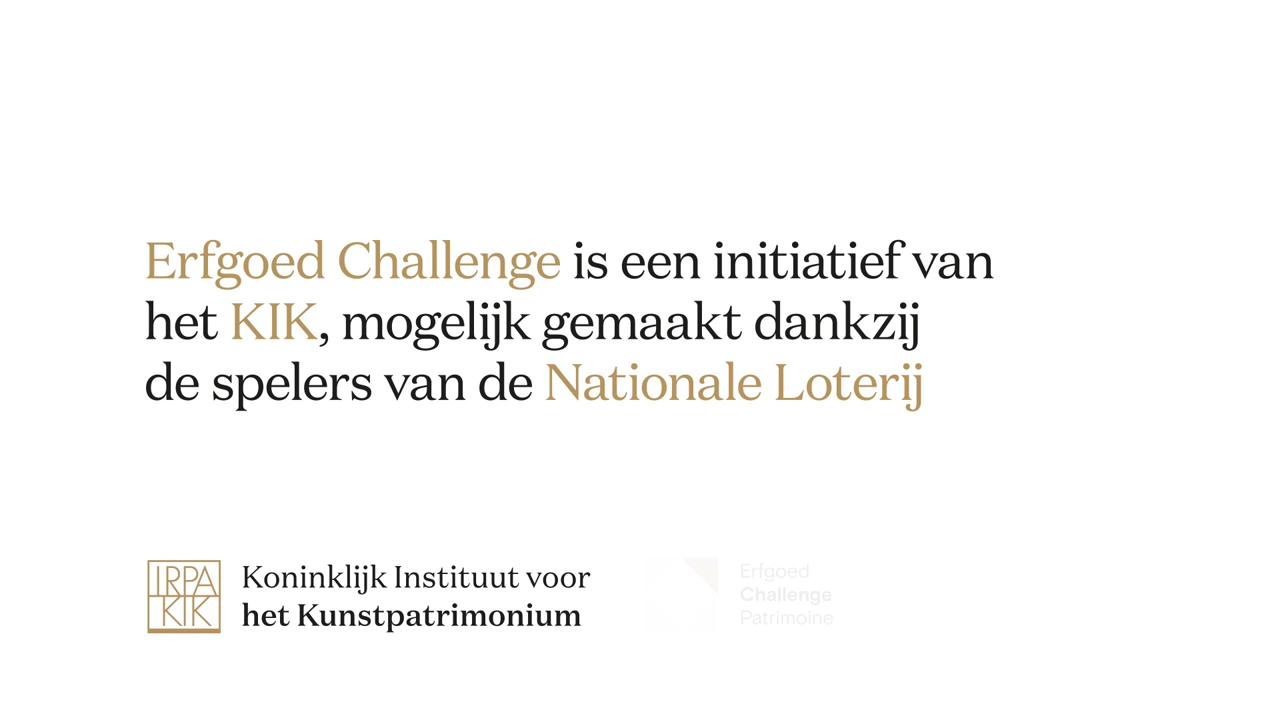 Erfgoed Challenge is een initiatief van
het KIK, mogelijk gemaakt dankzij
de spelers van de Nationale Loterij
IRPA
KIK
Koninklijk Instituut voor
het Kunstpatrimonium
Erfgoed
Challenge
Patrimoine